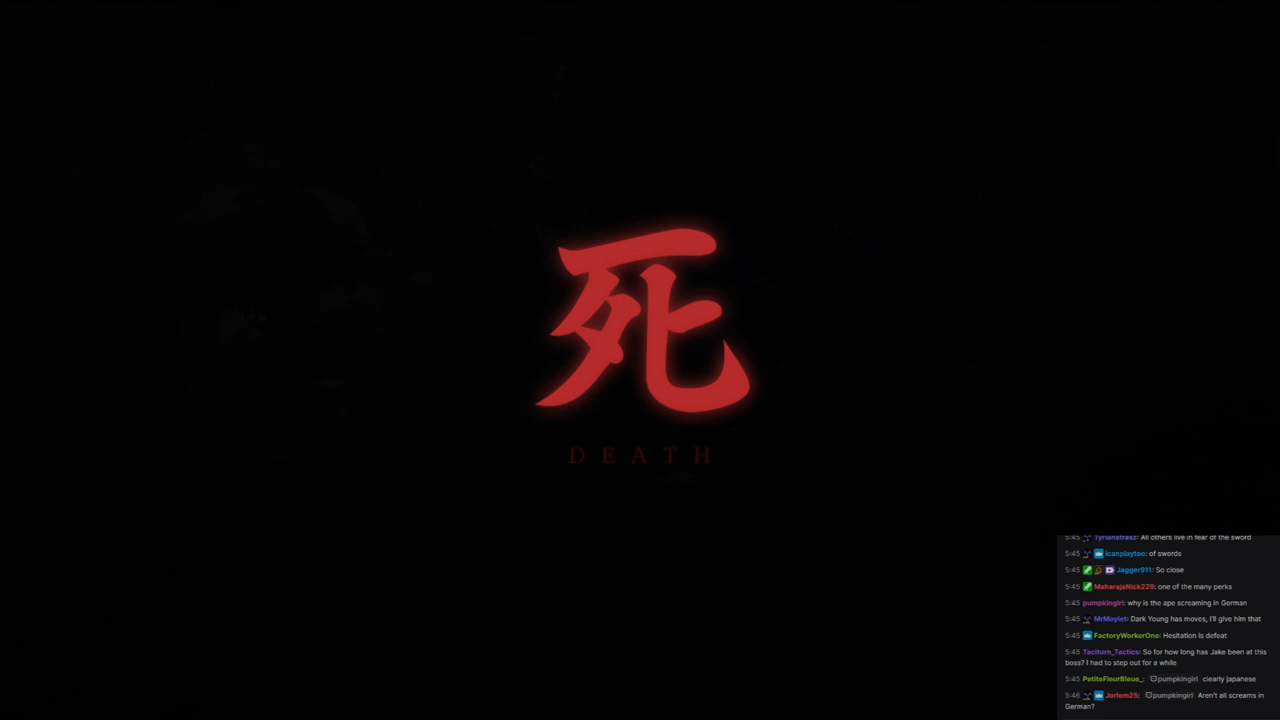 死
DEATH
5:45 Tyrianstrasz: All others live in fear of the sword
5:45 Icanplaytoo: of swords
5:45 Jagger911: So close
5:45 MaharajaNick229: one of the many perks
5:45 pumpkingirl: why is the ape screaming in German
5:45 MrMoylet: Dark Young has moves, I'll give him that
5:45 FactoryWorkerOne: Hesitation is defeat
5:45 Taciturn_Tactics: So for how long has Jake been at this
boss? I had to step out for a while
5:45 PetiteFleurBleue_: pumpkingirl clearly japanese
5:46 Jorlem25: pumpkingirl Aren't all screams in
German?